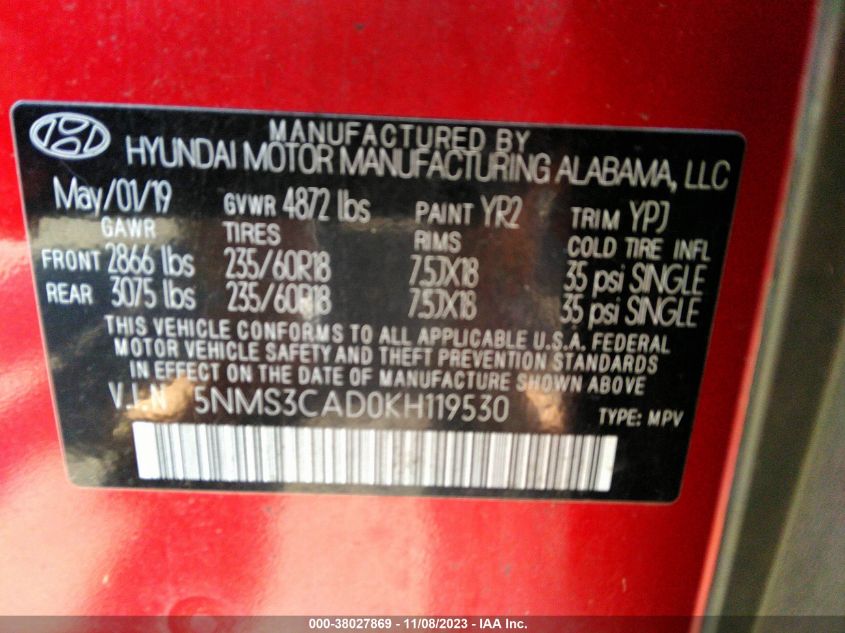 MANUFACTURED BY
HYUNDAI MOTOR MANUFACTURING ALABAMA, LLC
May/01/19 GVWR 4872 lbs PAINT YR2 TRIM YPJ
GAWR TIRES RIMS COLD TIRE INFL
FRONT 2866 lbs 235/60R18 7.5JX18 35 psi SINGLE
REAR 3075 lbs 235/60R18 7.5JX18 35 psi SINGLE
THIS VEHICLE CONFORMS TO ALL APPLICABLE U.S.A. FEDERAL
MOTOR VEHICLE SAFETY AND THEFT PREVENTION STANDARDS
IN EFFECT ON THE DATE OF MANUFACTURE SHOWN ABOVE
V.I.N 5NMS3CAD0KH119530 TYPE: MPV
000-38027869 - 11/08/2023 - IAA Inc.